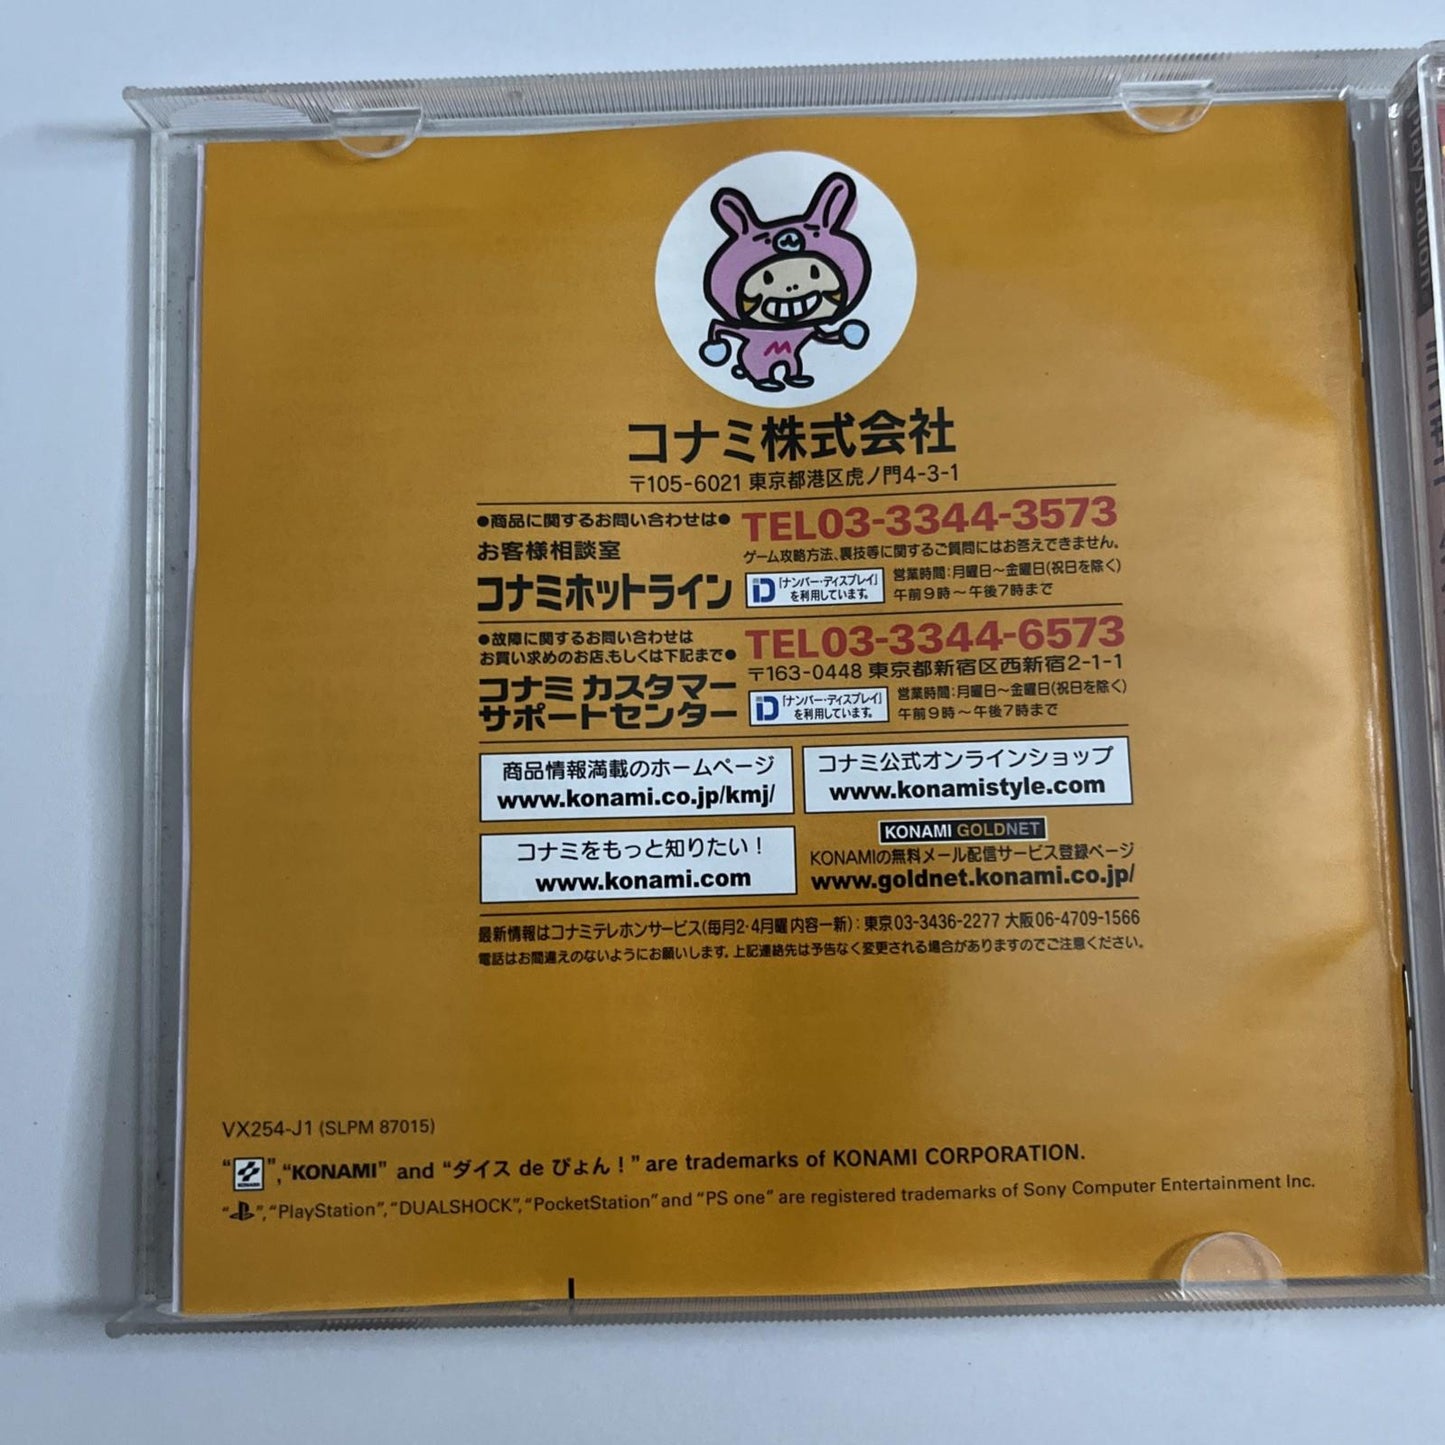 M
コナミ株式会社
〒105-6021 東京都港区虎ノ門4-3-1
●商品に関するお問い合わせは●
お客様相談室
コナミホットライン
TEL03-3344-3573
ゲーム攻略方法、裏技等に関するご質問にはお答えできません。
「ナンバー・ディスプレイ」
を利用しています。
営業時間：月曜日〜金曜日(祝日を除く)
午前9時〜午後7時まで
●故障に関するお問い合わせは
お買い求めのお店、もしくは下記まで●
コナミ カスタマー
サポートセンター
TEL03-3344-6573
〒163-0448 東京都新宿区西新宿2-1-1
「ナンバー・ディスプレイ」
を利用しています。
営業時間：月曜日〜金曜日(祝日を除く)
午前9時〜午後7時まで
商品情報満載のホームページ
www.konami.co.jp/kmj/
コナミ公式オンラインショップ
www.konamistyle.com
コナミをもっと知りたい！
www.konami.com
KONAMI GOLDNET
KONAMIの無料メール配信サービス登録ページ
www.goldnet.konami.co.jp/
最新情報はコナミテレホンサービス(毎月2・4月曜内容一新)：東京03-3436-2277 大阪06-4709-1566
電話はお間違えのないようにお願いします。上記連絡先は予告なく変更される場合がありますのでご注意ください。
VX254-J1 (SLPM 87015)
“KONAMI”,“KONAMI” and “ダイス de ぴょん！” are trademarks of KONAMI CORPORATION.
“ ”,“PlayStation”,“DUALSHOCK”,“PocketStation” and “PS one” are registered trademarks of Sony Computer Entertainment Inc.
PlayStation